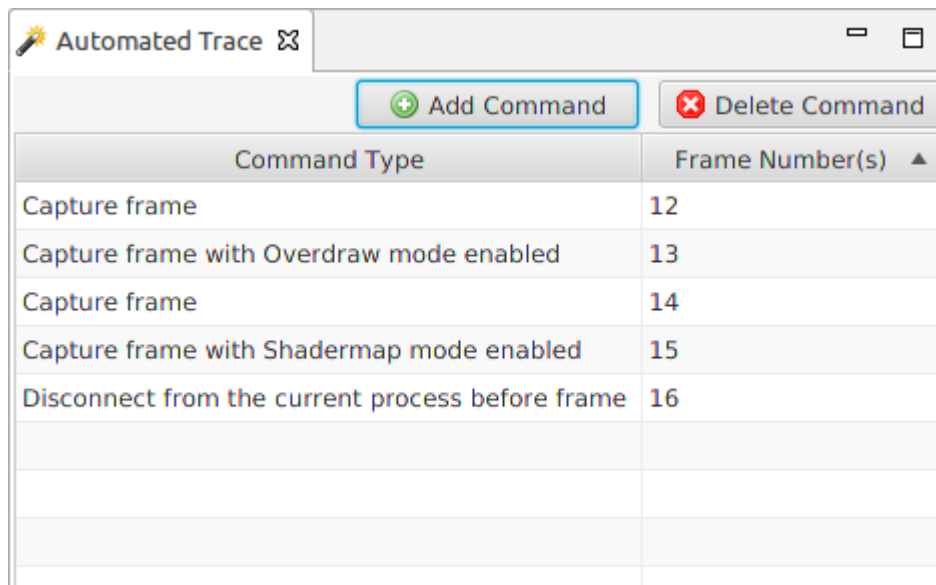 Automated Trace
Add Command Delete Command
Command Type Frame Number(s)
Capture frame 12
Capture frame with Overdraw mode enabled 13
Capture frame 14
Capture frame with Shadermap mode enabled 15
Disconnect from the current process before frame 16